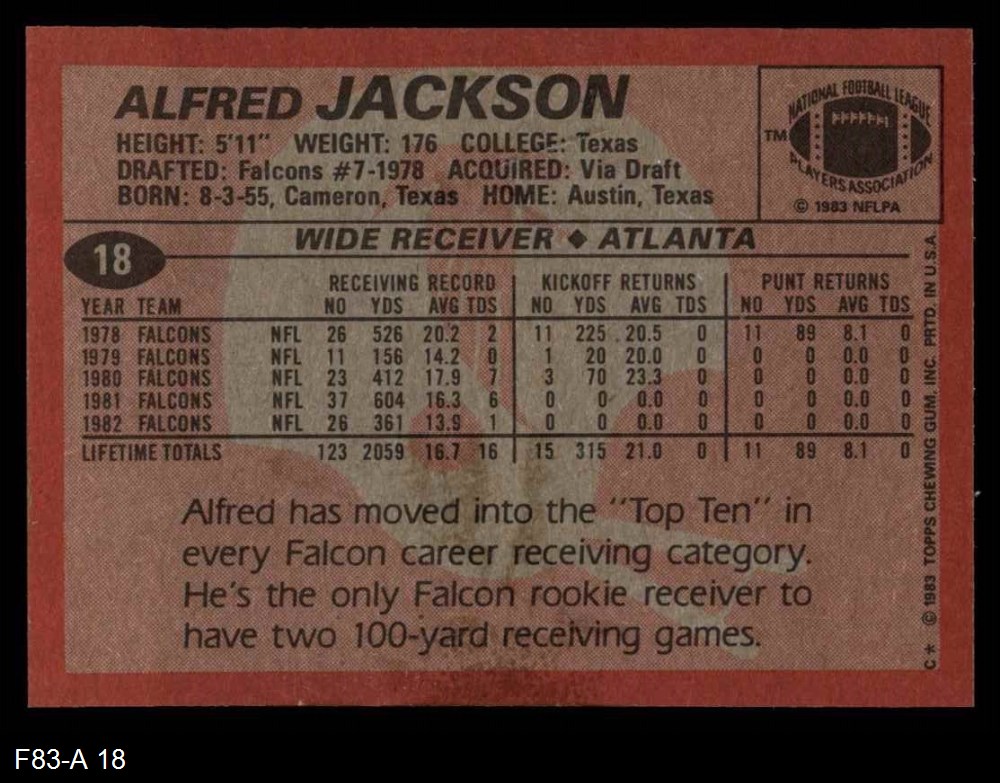 ALFRED JACKSON
HEIGHT: 5'11" WEIGHT: 176 COLLEGE: Texas
DRAFTED: Falcons #7-1978 ACQUIRED: Via Draft
BORN: 8-3-55, Cameron, Texas HOME: Austin, Texas
NATIONAL FOOTBALL LEAGUE
TM
PLAYERS ASSOCIATION
© 1983 NFLPA
18
WIDE RECEIVER ♦ ATLANTA
RECEIVING RECORD KICKOFF RETURNS PUNT RETURNS
YEAR TEAM NO YDS AVG TDS NO YDS AVG TDS NO YDS AVG TDS
1978 FALCONS NFL 26 526 20.2 2 11 225 20.5 0 11 89 8.1 0
1979 FALCONS NFL 11 156 14.2 0 1 20 20.0 0 0 0 0.0 0
1980 FALCONS NFL 23 412 17.9 7 3 70 23.3 0 0 0 0.0 0
1981 FALCONS NFL 37 604 16.3 6 0 0 0.0 0 0 0 0.0 0
1982 FALCONS NFL 26 361 13.9 1 0 0 0.0 0 0 0 0.0 0
LIFETIME TOTALS 123 2059 16.7 16 15 315 21.0 0 11 89 8.1 0
Alfred has moved into the "Top Ten" in
every Falcon career receiving category.
He's the only Falcon rookie receiver to
have two 100-yard receiving games.
C* © 1983 TOPPS CHEWING GUM, INC. PRTD. IN U.S.A.
F83-A 18